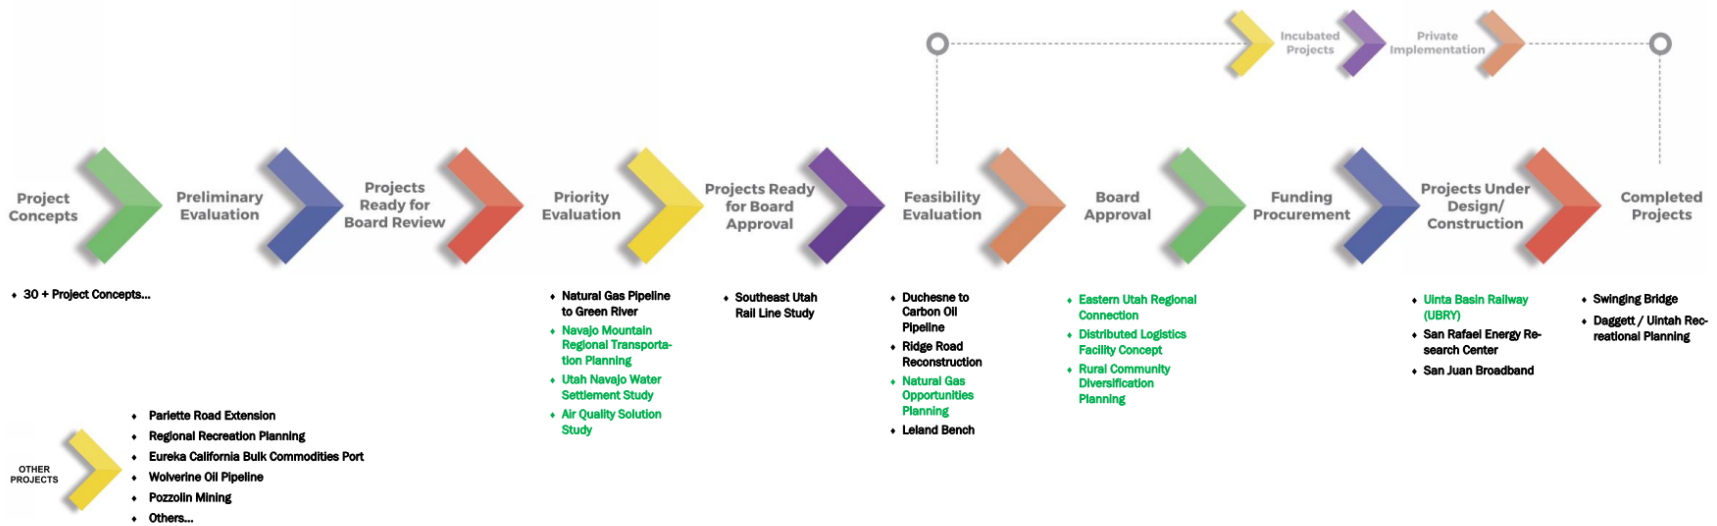 Incubated
Projects
Private
Implementation
Project
Concepts
Preliminary
Evaluation
Projects
Ready for
Board Review
Priority
Evaluation
Projects Ready
for Board
Approval
Feasibility
Evaluation
Board
Approval
Funding
Procurement
Projects Under
Design/
Construction
Completed
Projects
♦ 30 + Project Concepts...
♦ Natural Gas Pipeline
to Green River
♦ Navajo Mountain
Regional Transporta-
tion Planning
♦ Utah Navajo Water
Settlement Study
♦ Air Quality Solution
Study
♦ Southeast Utah
Rail Line Study
♦ Duchesne to
Carbon Oil
Pipeline
♦ Ridge Road
Reconstruction
♦ Natural Gas
Opportunities
Planning
♦ Leland Bench
♦ Eastern Utah Regional
Connection
♦ Distributed Logistics
Facility Concept
♦ Rural Community
Diversification
Planning
♦ Uinta Basin Railway
(UBRY)
♦ San Rafael Energy Re-
search Center
♦ San Juan Broadband
♦ Swinging Bridge
♦ Daggett / Uintah Rec-
reational Planning
OTHER
PROJECTS
♦ Pariette Road Extension
♦ Regional Recreation Planning
♦ Eureka California Bulk Commodities Port
♦ Wolverine Oil Pipeline
♦ Pozzolin Mining
♦ Others...